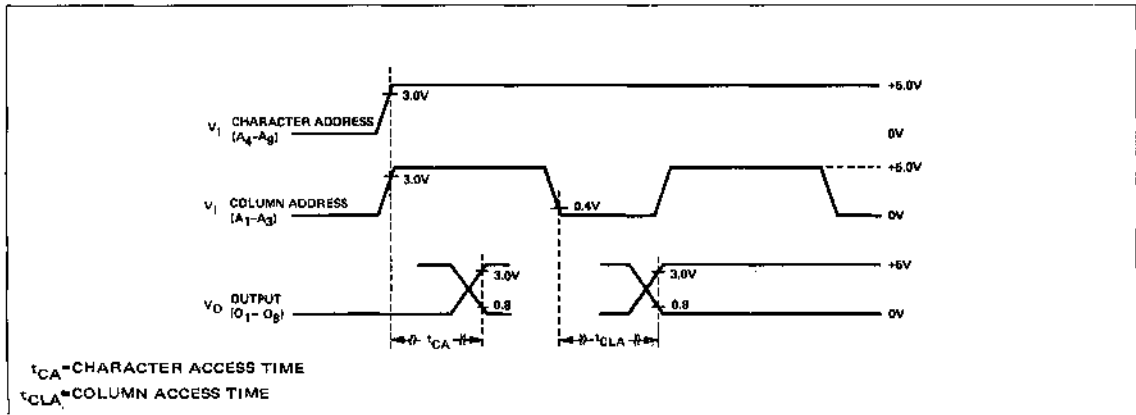 +5.0V
3.0V
VI CHARACTER ADDRESS
(A4-A9)
0V
+5.0V
3.0V
VI COLUMN ADDRESS
(A1-A3)
0.4V
0V
+5V
3.0V
3.0V
VO OUTPUT
(O1-O8)
0.8
0.8
0V
tCA
tCLA
tCA=CHARACTER ACCESS TIME
tCLA=COLUMN ACCESS TIME